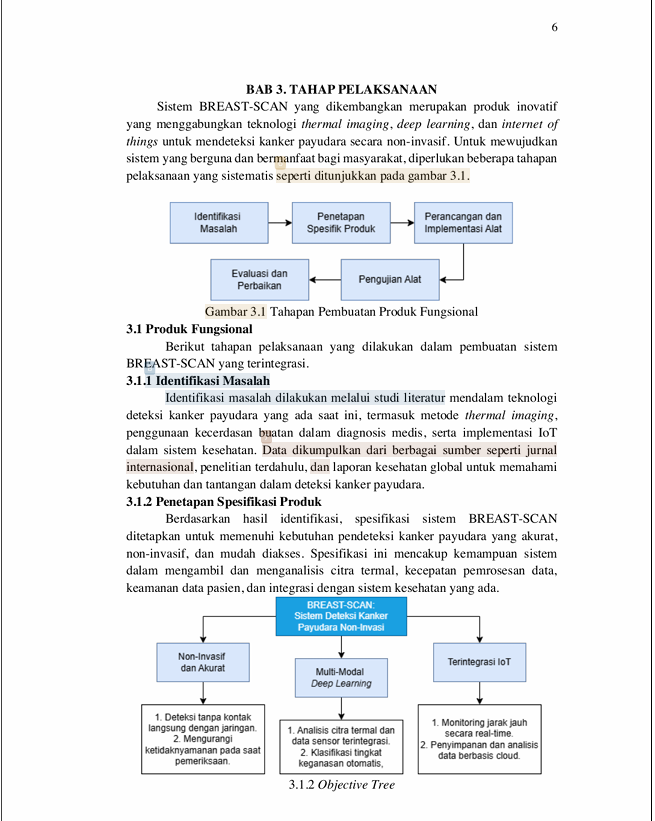 6
BAB 3. TAHAP PELAKSANAAN
Sistem BREAST-SCAN yang dikembangkan merupakan produk inovatif
yang menggabungkan teknologi thermal imaging, deep learning, dan internet of
things untuk mendeteksi kanker payudara secara non-invasif. Untuk mewujudkan
sistem yang berguna dan bermanfaat bagi masyarakat, diperlukan beberapa tahapan
pelaksanaan yang sistematis seperti ditunjukkan pada gambar 3.1.
Identifikasi
Masalah
Penetapan
Spesifik Produk
Perancangan dan
Implementasi Alat
Evaluasi dan
Perbaikan
Pengujian Alat
Gambar 3.1 Tahapan Pembuatan Produk Fungsional
3.1 Produk Fungsional
Berikut tahapan pelaksanaan yang dilakukan dalam pembuatan sistem
BREAST-SCAN yang terintegrasi.
3.1.1 Identifikasi Masalah
Identifikasi masalah dilakukan melalui studi literatur mendalam teknologi
deteksi kanker payudara yang ada saat ini, termasuk metode thermal imaging,
penggunaan kecerdasan buatan dalam diagnosis medis, serta implementasi IoT
dalam sistem kesehatan. Data dikumpulkan dari berbagai sumber seperti jurnal
internasional, penelitian terdahulu, dan laporan kesehatan global untuk memahami
kebutuhan dan tantangan dalam deteksi kanker payudara.
3.1.2 Penetapan Spesifikasi Produk
Berdasarkan hasil identifikasi, spesifikasi sistem BREAST-SCAN
ditetapkan untuk memenuhi kebutuhan pendeteksi kanker payudara yang akurat,
non-invasif, dan mudah diakses. Spesifikasi ini mencakup kemampuan sistem
dalam mengambil dan menganalisis citra termal, kecepatan pemrosesan data,
keamanan data pasien, dan integrasi dengan sistem kesehatan yang ada.
BREAST-SCAN:
Sistem Deteksi Kanker
Payudara Non-Invasi
Non-Invasif
dan Akurat
Multi-Modal
Deep Learning
Terintegrasi IoT
1. Deteksi tanpa kontak
langsung dengan jaringan.
2. Mengurangi
ketidaknyamanan pada saat
pemeriksaan.
1. Analisis citra termal dan
data sensor terintegrasi.
2. Klasifikasi tingkat
keganasan otomatis,
1. Monitoring jarak jauh
secara real-time.
2. Penyimpanan dan analisis
data berbasis cloud.
3.1.2 Objective Tree